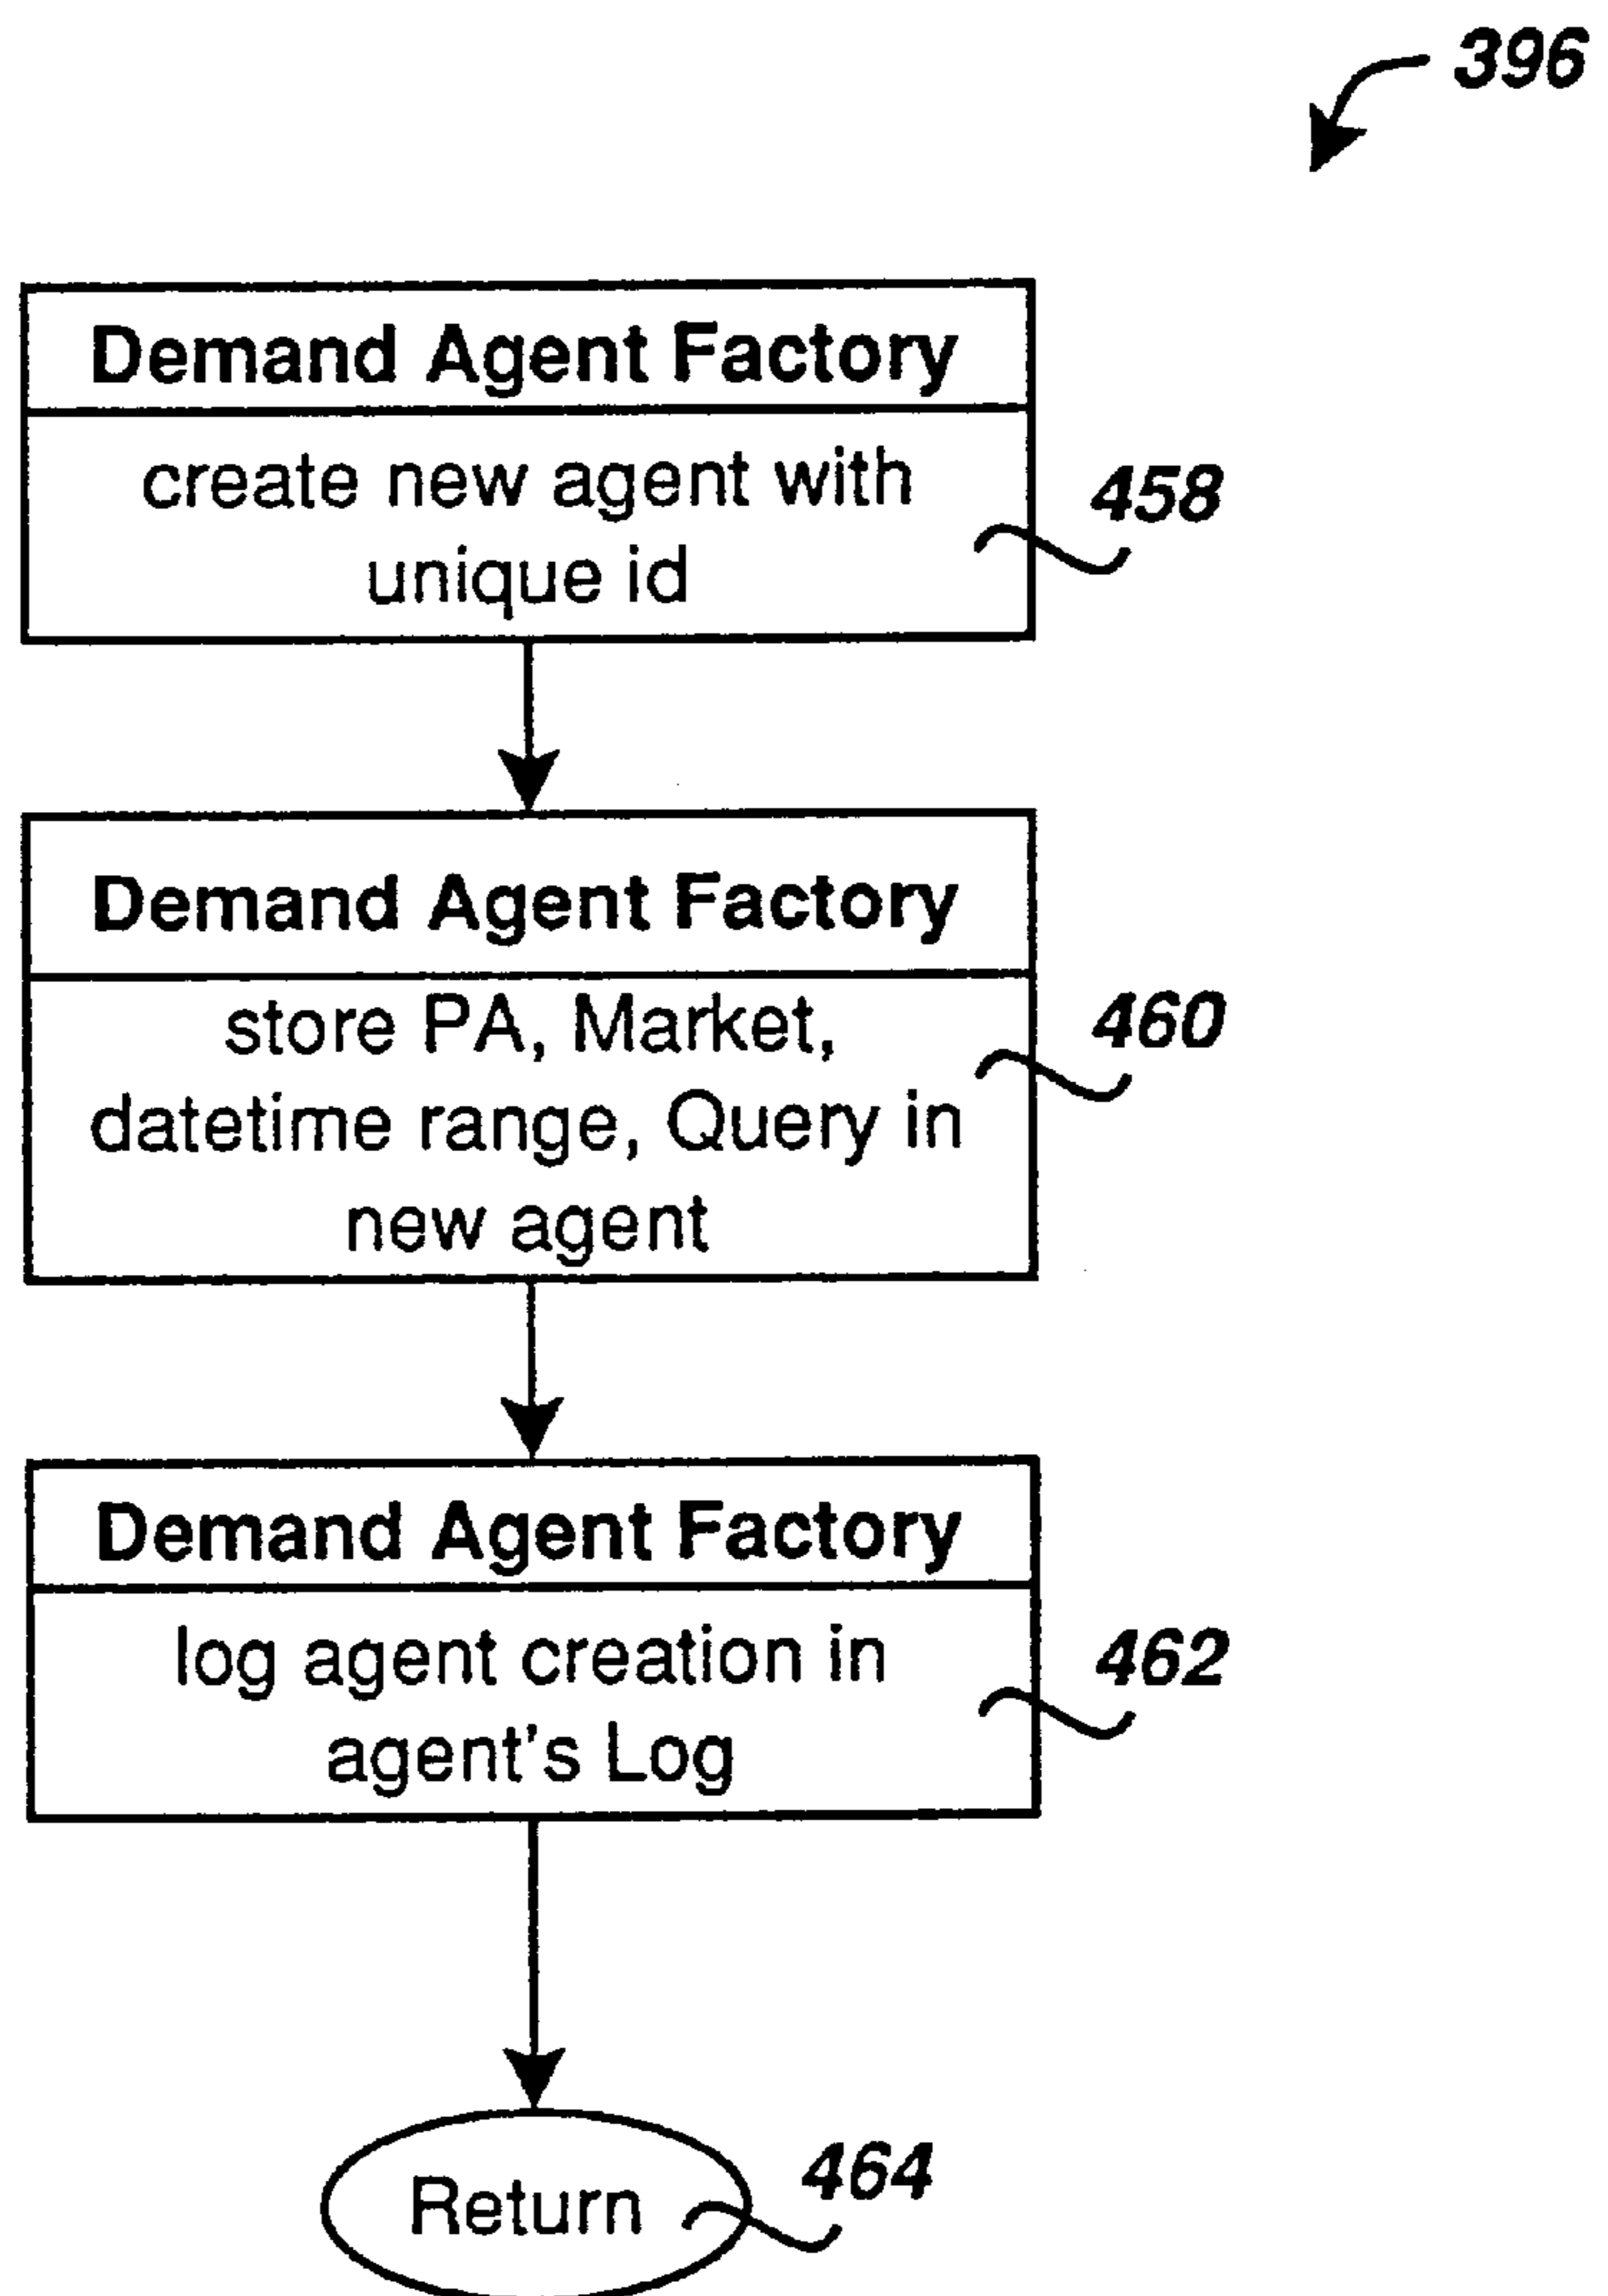 396
Demand Agent Factory
create new agent with
unique id
458
Demand Agent Factory
store PA, Market,
datetime range, Query in
new agent
460
Demand Agent Factory
log agent creation in
agent's Log
462
Return
464